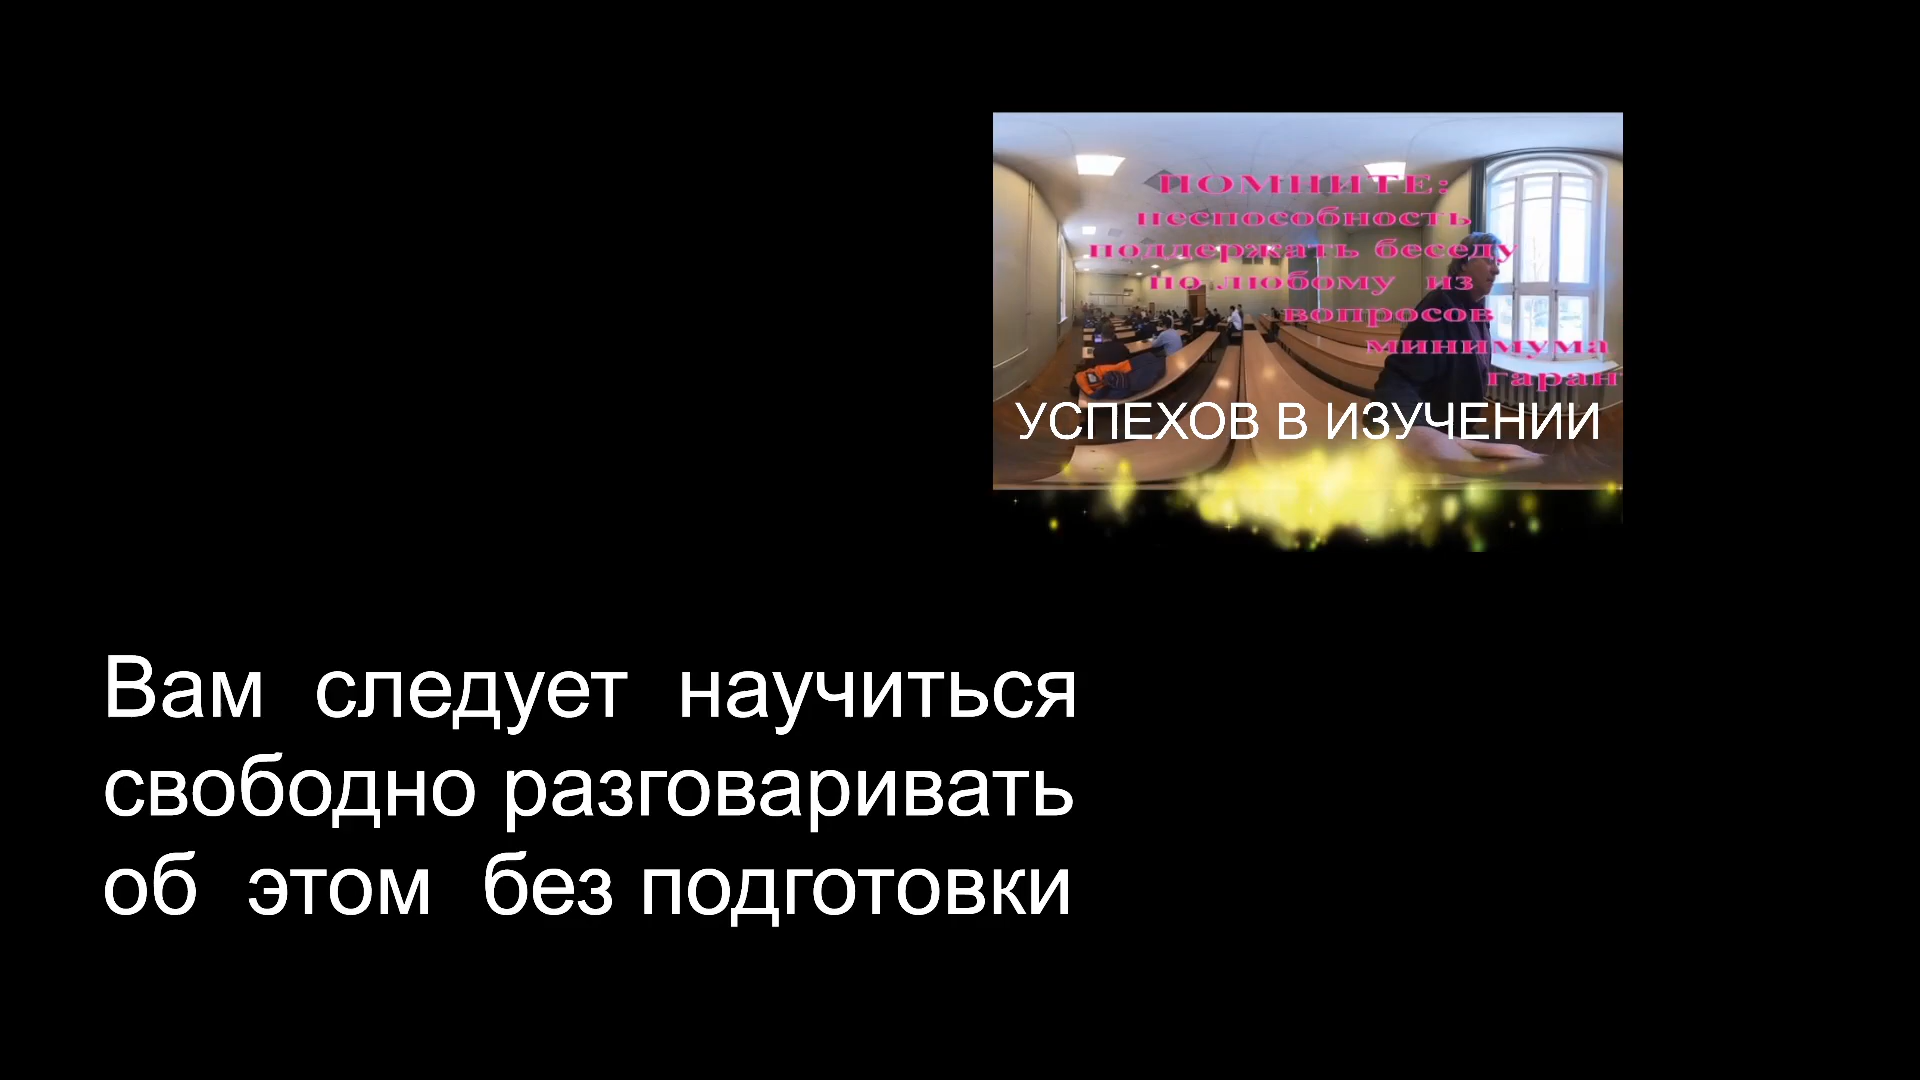 ПОМНИТЕ:
неспособность
поддержать беседу
по любому из
вопросов
минимума
гаран
УСПЕХОВ В ИЗУЧЕНИИ
Вам следует научиться
свободно разговаривать
об этом без подготовки